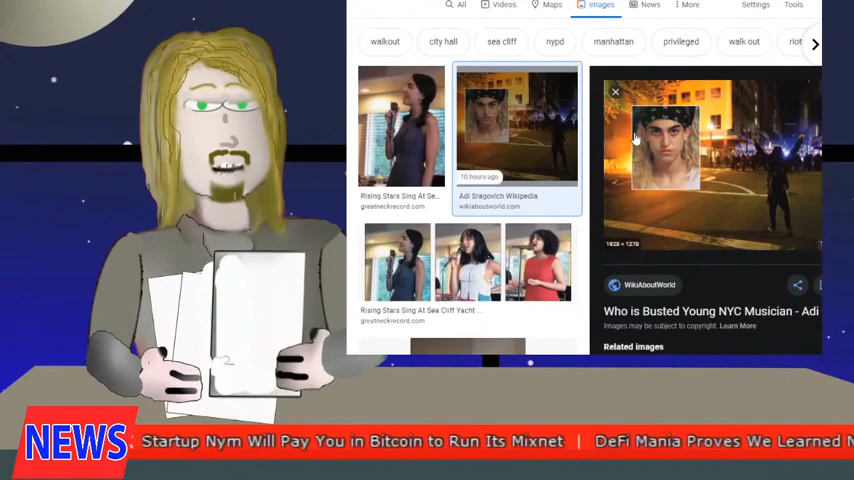 All Videos Maps Images News More Settings Tools
walkout city hall sea cliff nypd manhattan privileged walk out riot
10 hours ago
Rising Stars Sing At Se... Adi Sragovich Wikipedia
greatneckrecord.com wikiaboutworld.com
1928 × 1278
WikiAboutWorld
Who is Busted Young NYC Musician - Adi
Images may be subject to copyright. Learn More
Rising Stars Sing At Sea Cliff Yacht ...
greatneckrecord.com
Related images
2
NEWS
Startup Nym Will Pay You in Bitcoin to Run Its Mixnet | DeFi Mania Proves We Learned